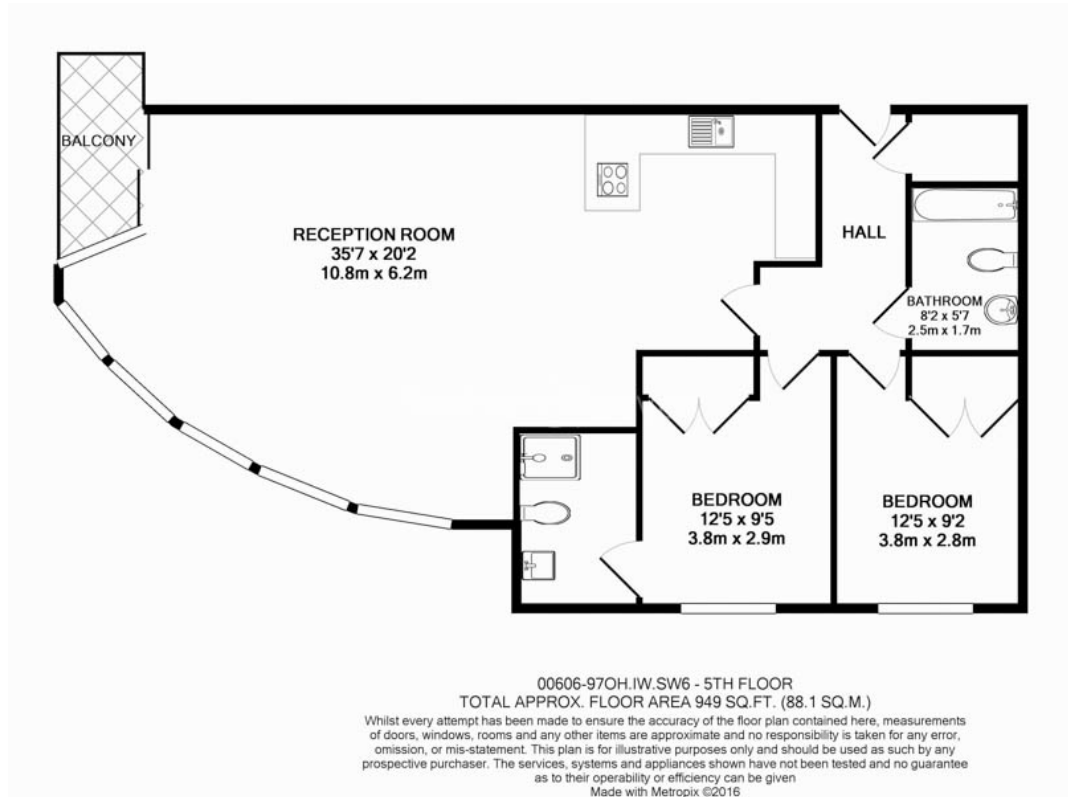 BALCONY
RECEPTION ROOM
35'7 x 20'2
10.8m x 6.2m
HALL
BATHROOM
8'2 x 5'7
2.5m x 1.7m
BEDROOM
12'5 x 9'5
3.8m x 2.9m
BEDROOM
12'5 x 9'2
3.8m x 2.8m
00606-97OH.IW.SW6 - 5TH FLOOR
TOTAL APPROX. FLOOR AREA 949 SQ.FT. (88.1 SQ.M.)
Whilst every attempt has been made to ensure the accuracy of the floor plan contained here, measurements
of doors, windows, rooms and any other items are approximate and no responsibility is taken for any error,
omission, or mis-statement. This plan is for illustrative purposes only and should be used as such by any
prospective purchaser. The services, systems and appliances shown have not been tested and no guarantee
as to their operability or efficiency can be given
Made with Metropix ©2016